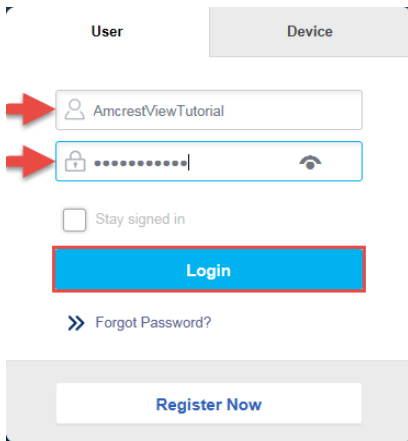 User Device
AmcrestViewTutorial
•••••••••••
Stay signed in
Login
Forgot Password?
Register Now